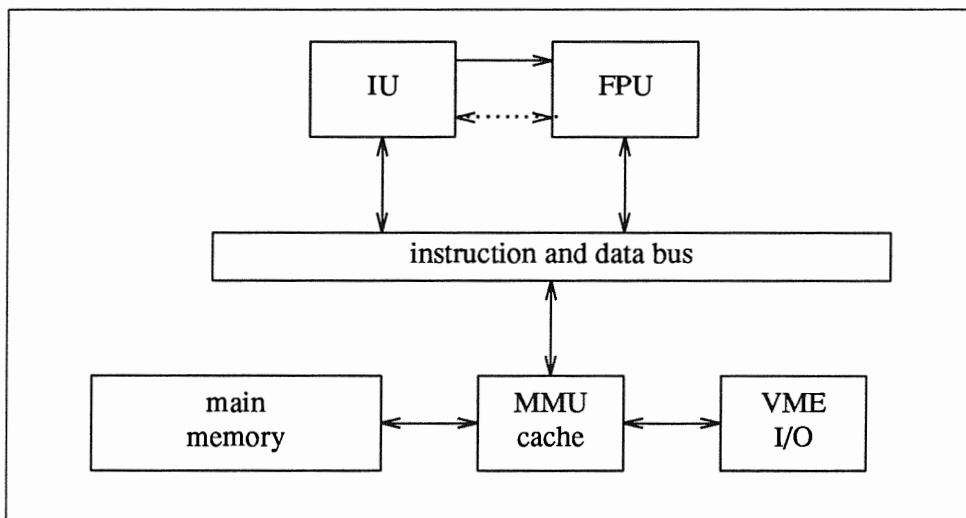 IU
FPU
instruction and data bus
main
memory
MMU
cache
VME
I/O